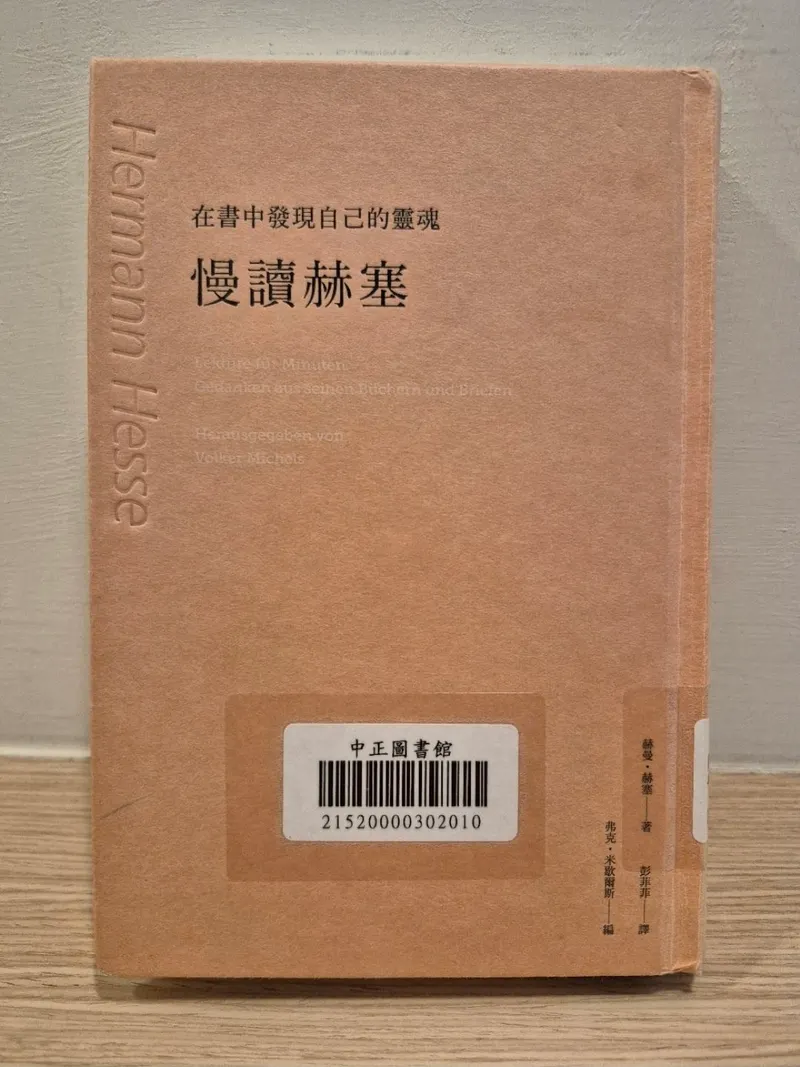 Hermann Hesse
在書中發現自己的靈魂
慢讀赫塞
Lektüre für Minuten
Gedanken aus seinen Büchern und Briefen
Herausgegeben von
Volker Michels
中正圖書館
21520000302010
赫曼・赫塞——著
彭菲菲——譯
弗克・米歇爾斯——編